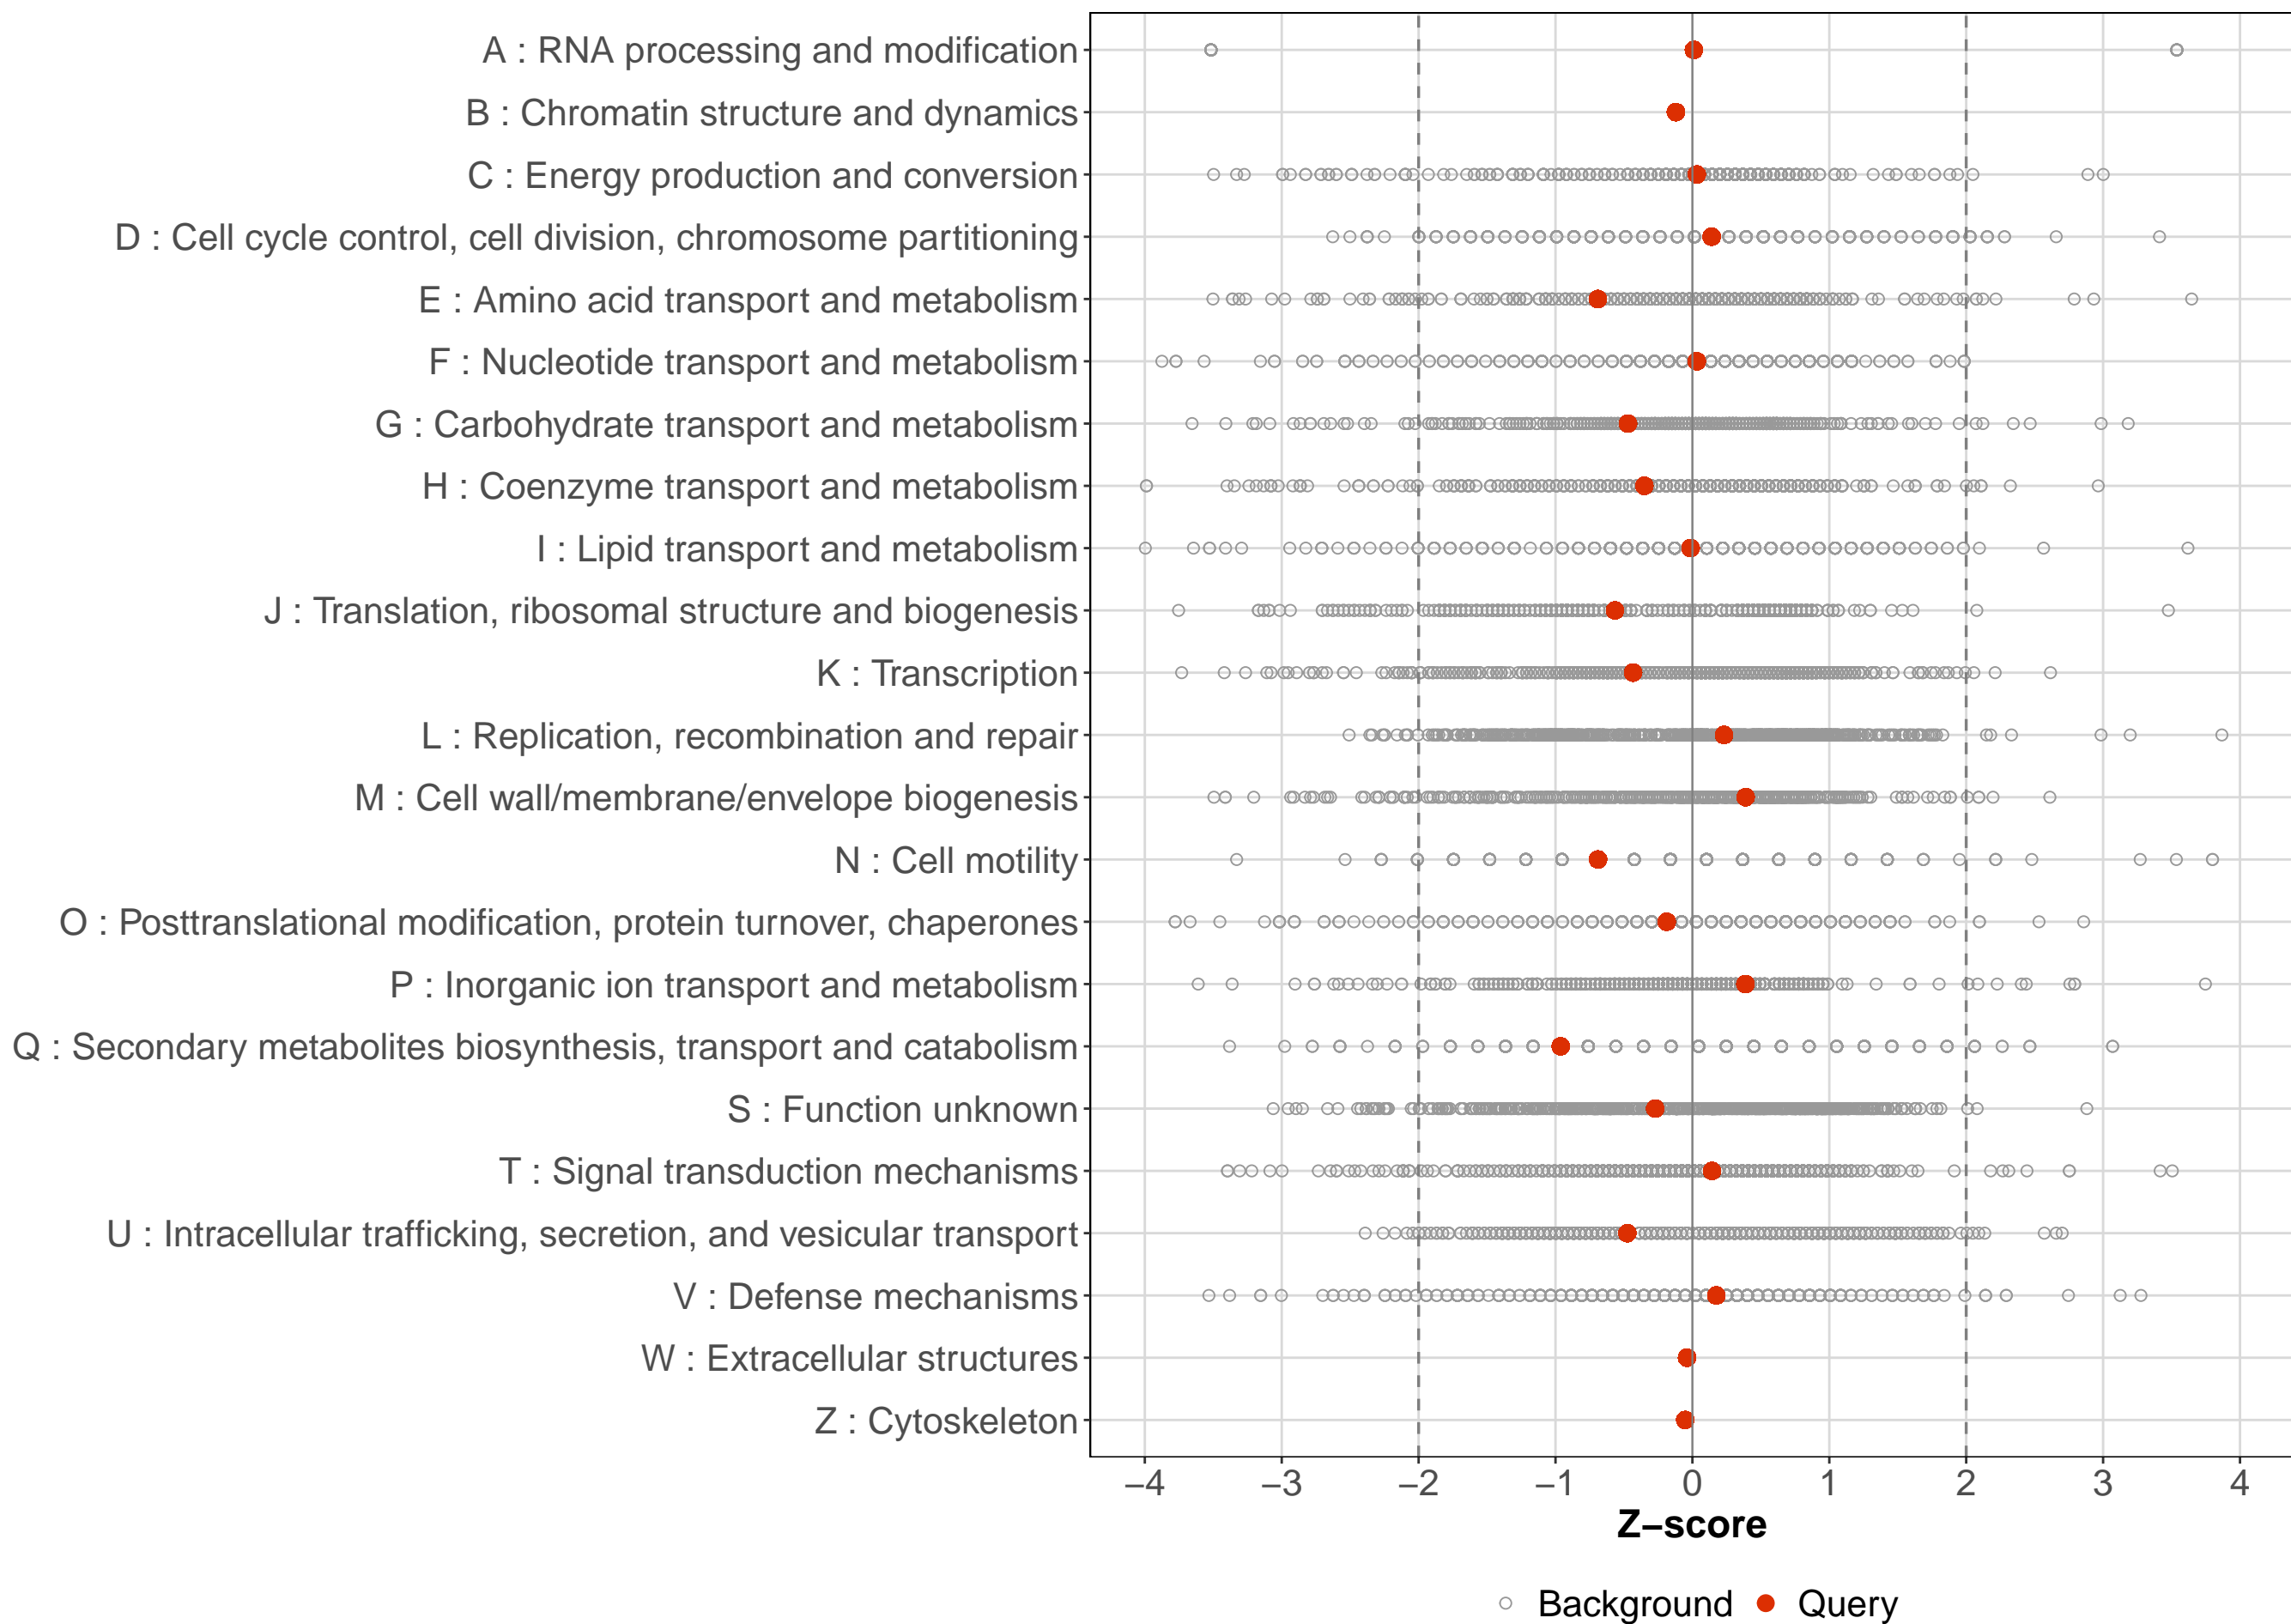 A : RNA processing and modification
B : Chromatin structure and dynamics
C : Energy production and conversion
D : Cell cycle control, cell division, chromosome partitioning
E : Amino acid transport and metabolism
F : Nucleotide transport and metabolism
G : Carbohydrate transport and metabolism
H : Coenzyme transport and metabolism
I : Lipid transport and metabolism
J : Translation, ribosomal structure and biogenesis
K : Transcription
L : Replication, recombination and repair
M : Cell wall/membrane/envelope biogenesis
N : Cell motility
O : Posttranslational modification, protein turnover, chaperones
P : Inorganic ion transport and metabolism
Q : Secondary metabolites biosynthesis, transport and catabolism
S : Function unknown
T : Signal transduction mechanisms
U : Intracellular trafficking, secretion, and vesicular transport
V : Defense mechanisms
W : Extracellular structures
Z : Cytoskeleton
−4 −3 −2 −1 0 1 2 3 4
Z−score
Background Query